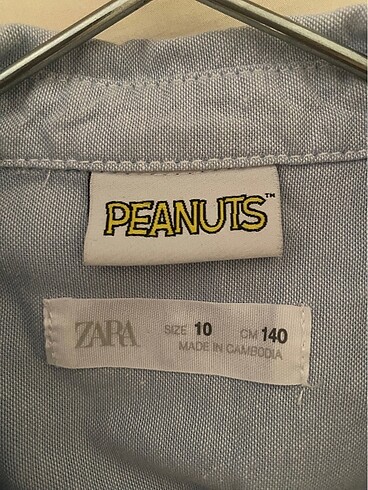 PEANUTS™
ZARA SIZE 10 CM 140
MADE IN CAMBODIA